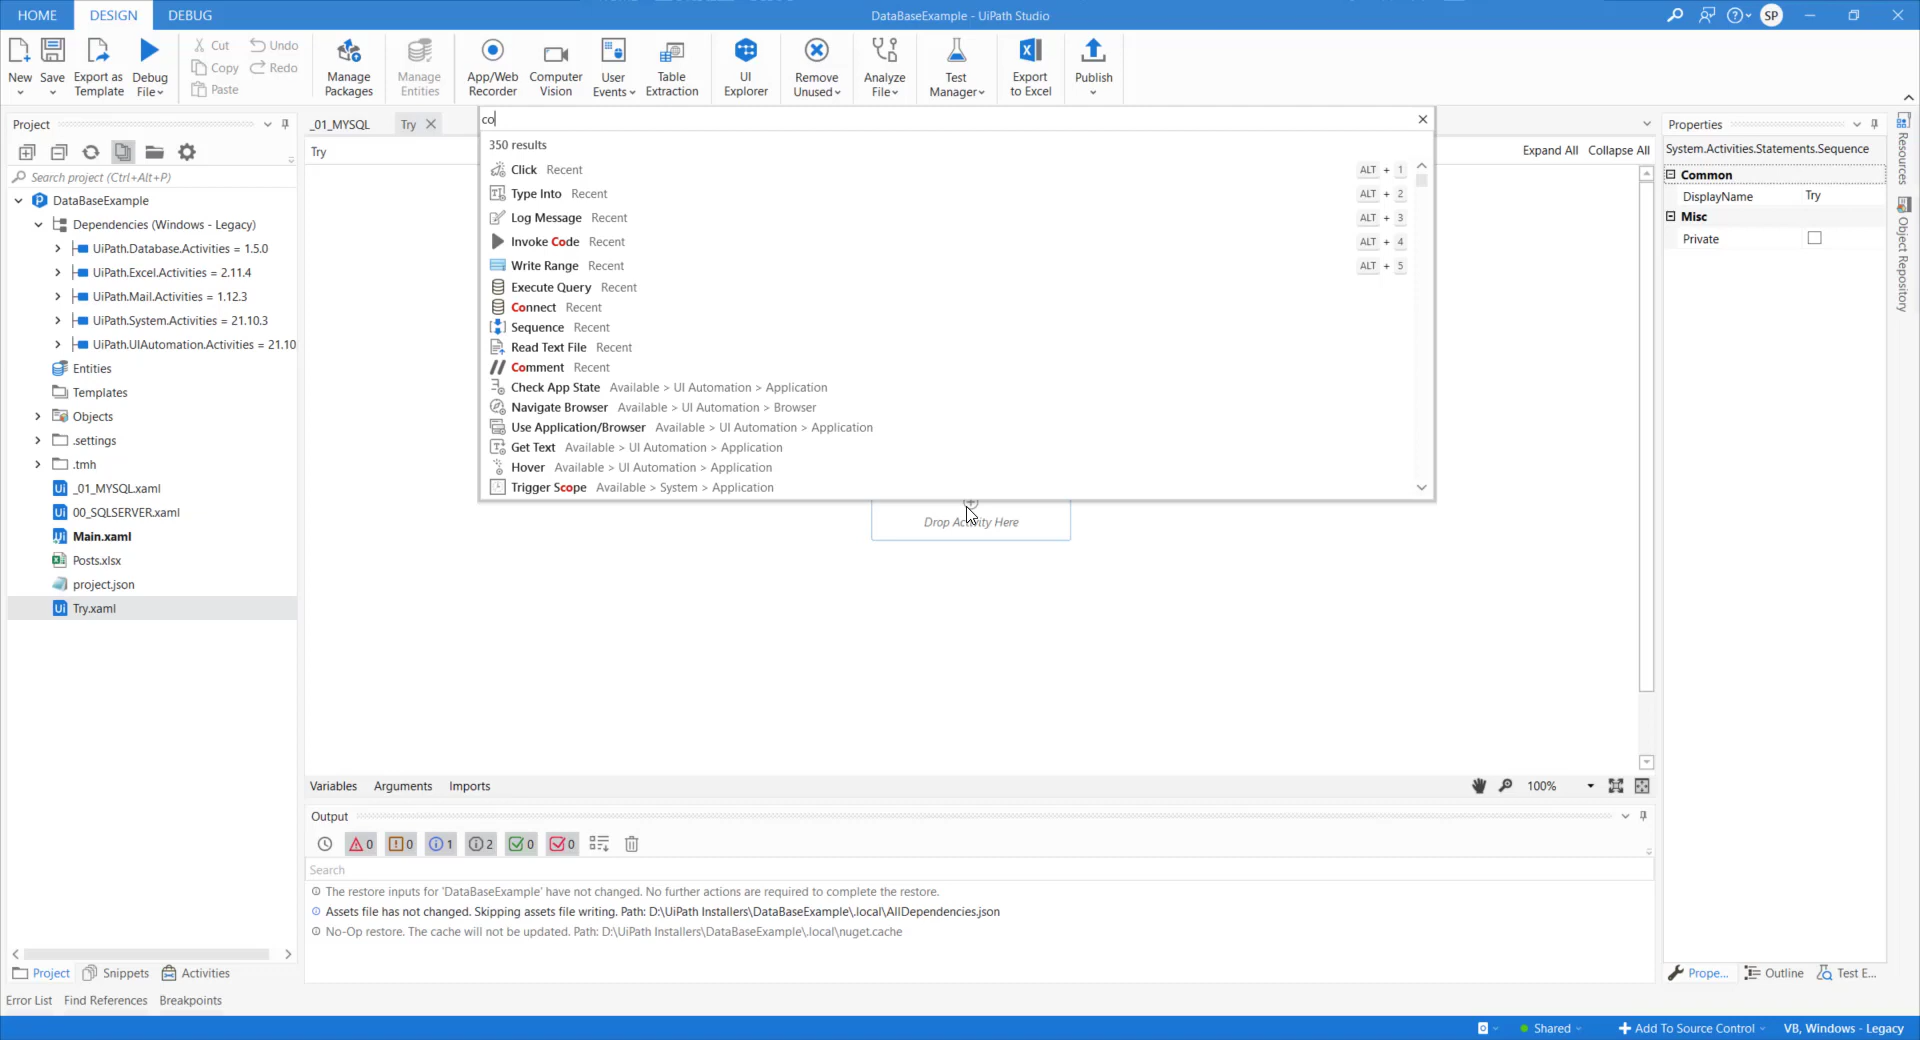 HOME DESIGN DEBUG DataBaseExample - UiPath Studio SP
New Save Export as Template Debug File Cut Copy Paste Undo Redo Manage Packages Manage Entities App/Web Recorder Computer Vision User Events Table Extraction UI Explorer Remove Unused Analyze File Test Manager Export to Excel Publish
Project
Search project (Ctrl+Alt+P)
DataBaseExample
Dependencies (Windows - Legacy)
UiPath.Database.Activities = 1.5.0
UiPath.Excel.Activities = 2.11.4
UiPath.Mail.Activities = 1.12.3
UiPath.System.Activities = 21.10.3
UiPath.UIAutomation.Activities = 21.10
Entities
Templates
Objects
.settings
.tmh
_01_MYSQL.xaml
00_SQLSERVER.xaml
Main.xaml
Posts.xlsx
project.json
Try.xaml
Project Snippets Activities
_01_MYSQL Try
Try
Expand All Collapse All
co
350 results
Click Recent ALT + 1
Type Into Recent ALT + 2
Log Message Recent ALT + 3
Invoke Code Recent ALT + 4
Write Range Recent ALT + 5
Execute Query Recent
Connect Recent
Sequence Recent
Read Text File Recent
Comment Recent
Check App State Available > UI Automation > Application
Navigate Browser Available > UI Automation > Browser
Use Application/Browser Available > UI Automation > Application
Get Text Available > UI Automation > Application
Hover Available > UI Automation > Application
Trigger Scope Available > System > Application
Drop Activity Here
Variables Arguments Imports 100%
Output
0 0 1 2 0 0
Search
The restore inputs for 'DataBaseExample' have not changed. No further actions are required to complete the restore.
Assets file has not changed. Skipping assets file writing. Path: D:\UiPath Installers\DataBaseExample\.local\AllDependencies.json
No-Op restore. The cache will not be updated. Path: D:\UiPath Installers\DataBaseExample\.local\nuget.cache
Properties
System.Activities.Statements.Sequence
Common
DisplayName Try
Misc
Private
Prope... Outline Test E...
Resources
Object Repository
Error List Find References Breakpoints
Shared Add To Source Control VB, Windows - Legacy